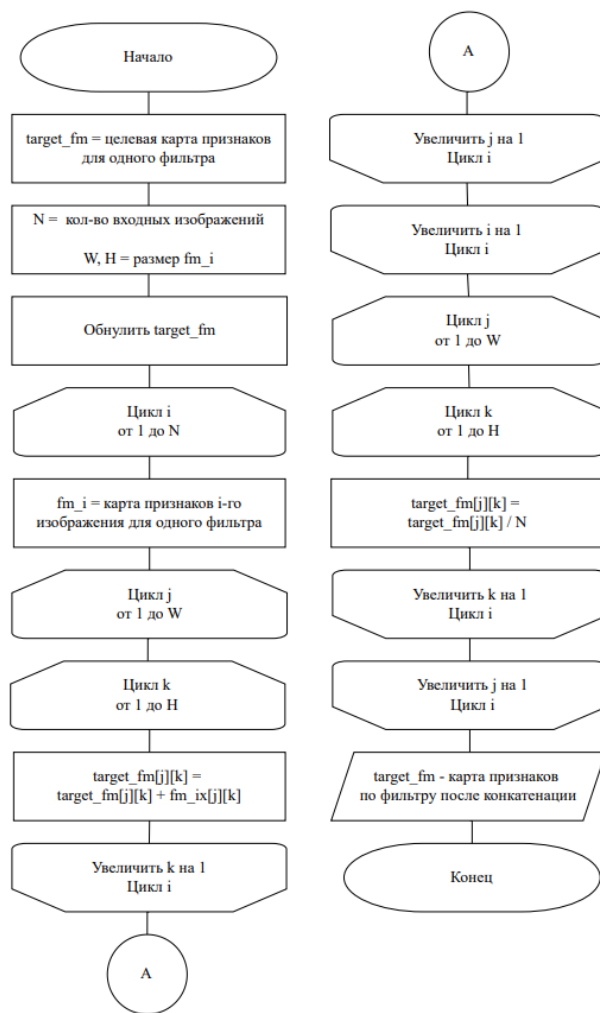 Начало
target_fm = целевая карта признаков
для одного фильтра
N = кол-во входных изображений
W, H = размер fm_i
Обнулить target_fm
Цикл i
от 1 до N
fm_i = карта признаков i-го
изображения для одного фильтра
Цикл j
от 1 до W
Цикл k
от 1 до H
target_fm[j][k] =
target_fm[j][k] + fm_ix[j][k]
Увеличить k на 1
Цикл i
A
A
Увеличить j на 1
Цикл i
Увеличить i на 1
Цикл i
Цикл j
от 1 до W
Цикл k
от 1 до H
target_fm[j][k] =
target_fm[j][k] / N
Увеличить k на 1
Цикл i
Увеличить j на 1
Цикл i
target_fm - карта признаков
по фильтру после конкатенации
Конец